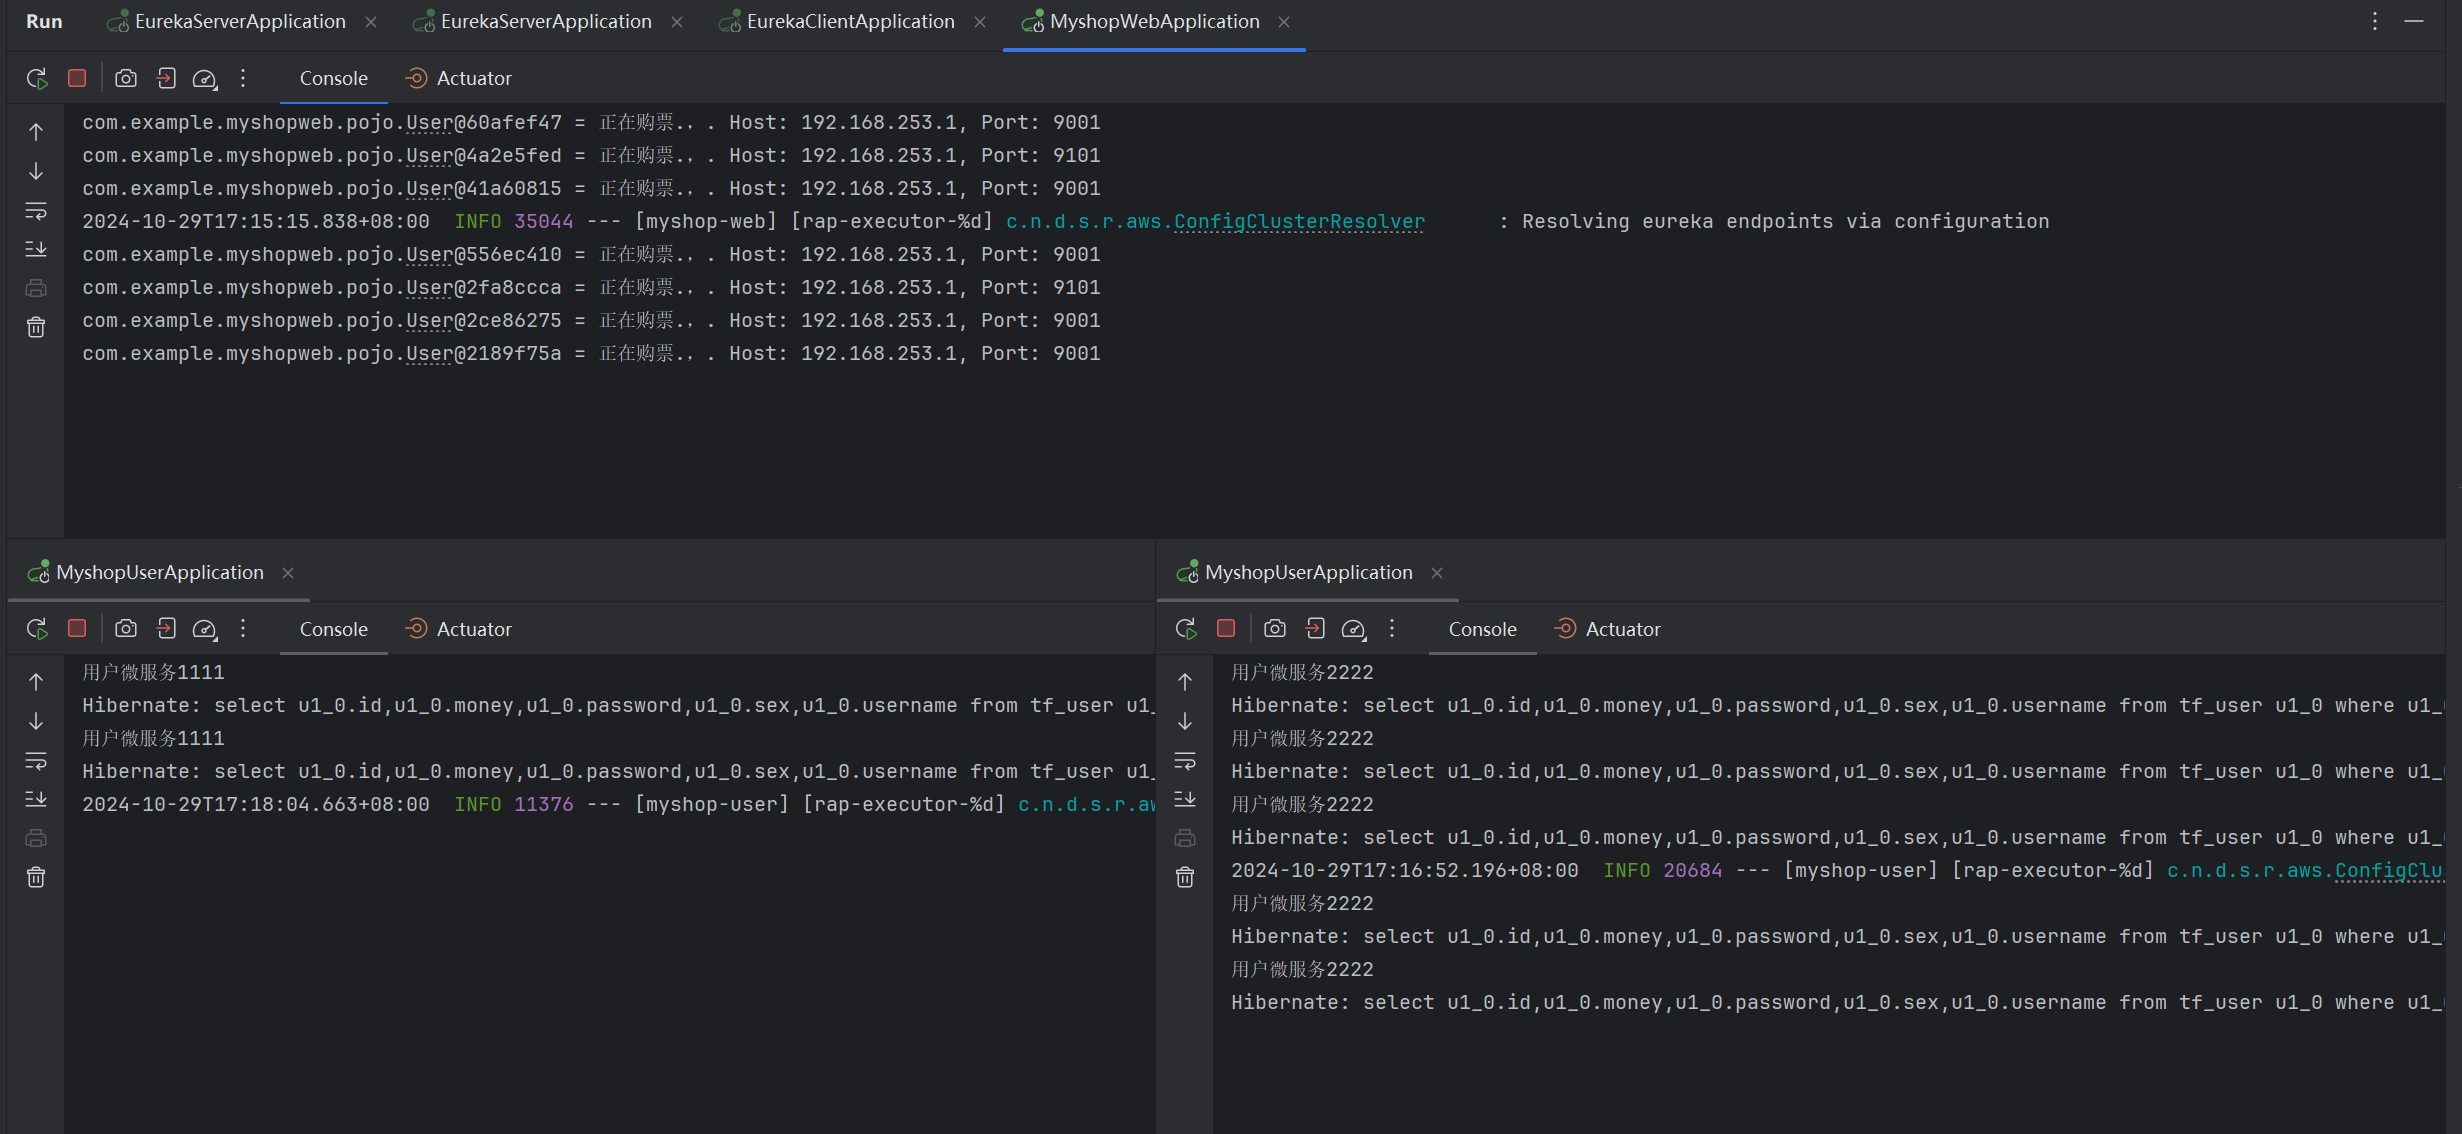 Run EurekaServerApplication EurekaServerApplication EurekaClientApplication MyshopWebApplication
Console Actuator
com.example.myshopweb.pojo.User@60afef47 = 正在购票.，. Host: 192.168.253.1, Port: 9001
com.example.myshopweb.pojo.User@4a2e5fed = 正在购票.，. Host: 192.168.253.1, Port: 9101
com.example.myshopweb.pojo.User@41a60815 = 正在购票.，. Host: 192.168.253.1, Port: 9001
2024-10-29T17:15:15.838+08:00  INFO 35044 --- [myshop-web] [rap-executor-%d] c.n.d.s.r.aws.ConfigClusterResolver      : Resolving eureka endpoints via configuration
com.example.myshopweb.pojo.User@556ec410 = 正在购票.，. Host: 192.168.253.1, Port: 9001
com.example.myshopweb.pojo.User@2fa8ccca = 正在购票.，. Host: 192.168.253.1, Port: 9101
com.example.myshopweb.pojo.User@2ce86275 = 正在购票.，. Host: 192.168.253.1, Port: 9001
com.example.myshopweb.pojo.User@2189f75a = 正在购票.，. Host: 192.168.253.1, Port: 9001
MyshopUserApplication
Console Actuator
用户微服务1111
Hibernate: select u1_0.id,u1_0.money,u1_0.password,u1_0.sex,u1_0.username from tf_user u1_
用户微服务1111
Hibernate: select u1_0.id,u1_0.money,u1_0.password,u1_0.sex,u1_0.username from tf_user u1_
2024-10-29T17:18:04.663+08:00  INFO 11376 --- [myshop-user] [rap-executor-%d] c.n.d.s.r.aw
MyshopUserApplication
Console Actuator
用户微服务2222
Hibernate: select u1_0.id,u1_0.money,u1_0.password,u1_0.sex,u1_0.username from tf_user u1_0 where u1_
用户微服务2222
Hibernate: select u1_0.id,u1_0.money,u1_0.password,u1_0.sex,u1_0.username from tf_user u1_0 where u1_
用户微服务2222
Hibernate: select u1_0.id,u1_0.money,u1_0.password,u1_0.sex,u1_0.username from tf_user u1_0 where u1_
2024-10-29T17:16:52.196+08:00  INFO 20684 --- [myshop-user] [rap-executor-%d] c.n.d.s.r.aws.ConfigClu
用户微服务2222
Hibernate: select u1_0.id,u1_0.money,u1_0.password,u1_0.sex,u1_0.username from tf_user u1_0 where u1_
用户微服务2222
Hibernate: select u1_0.id,u1_0.money,u1_0.password,u1_0.sex,u1_0.username from tf_user u1_0 where u1_